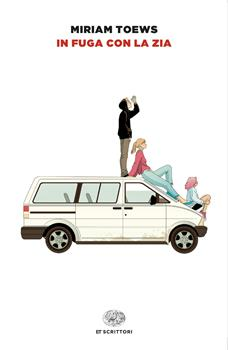 MIRIAM TOEWS
IN FUGA CON LA ZIA
ET SCRITTORI